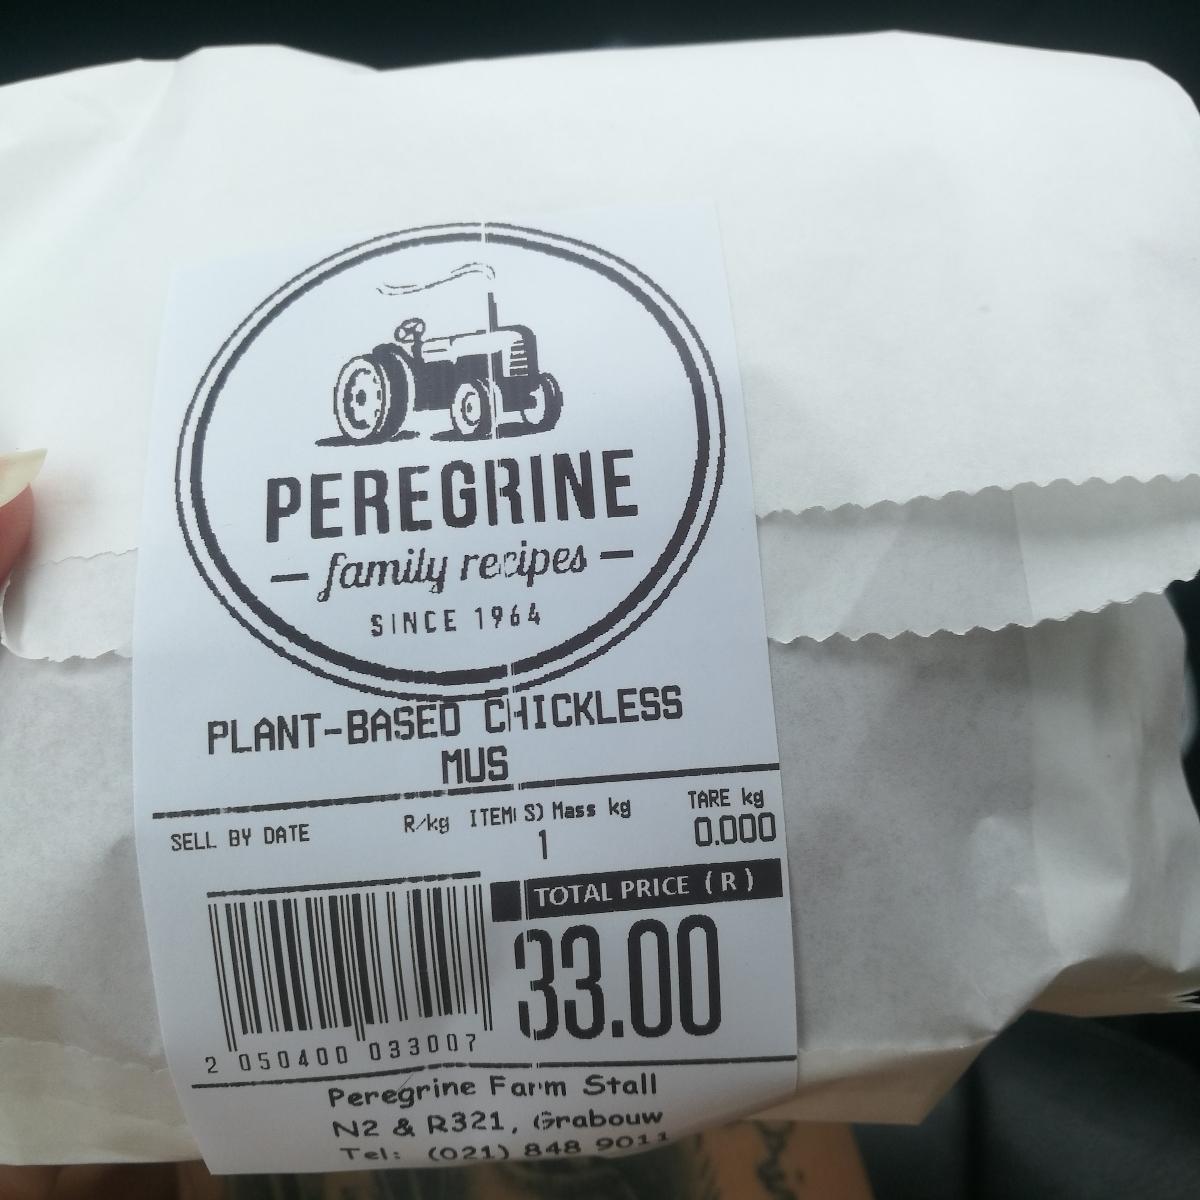 PEREGRINE
family recipes
SINCE 1964
PLANT-BASED CHICKLESS
MUS
SELL BY DATE R/kg ITEM(S) Mass kg TARE kg
1 0.000
TOTAL PRICE (R)
33.00
2 050400 033007
Peregrine Farm Stall
N2 & R321, Grabouw
Tel: (021) 848 9011